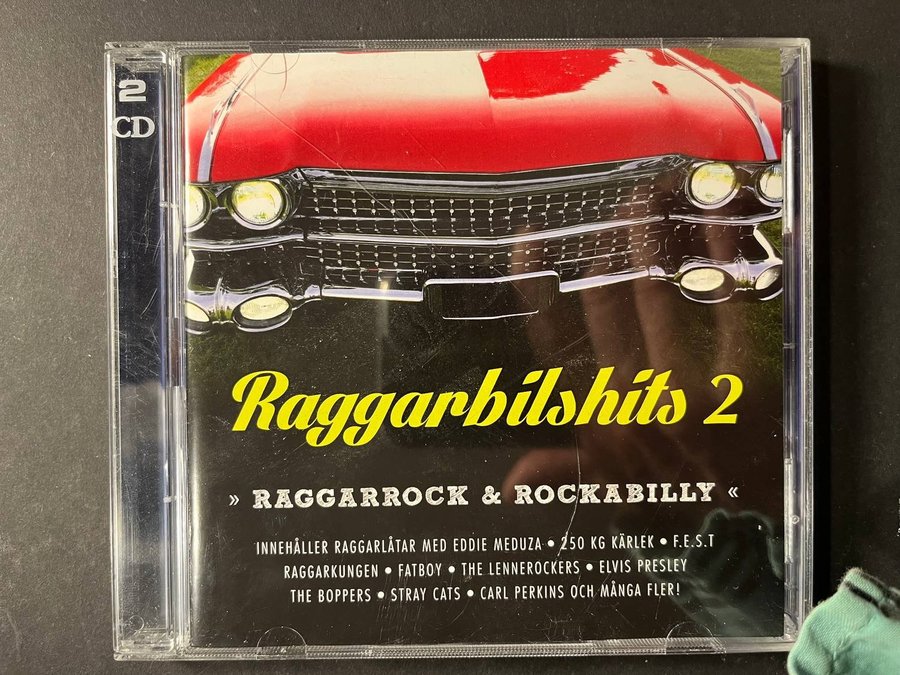 2
CD
Raggarbilshits 2
» RAGGARROCK & ROCKABILLY «
INNEHÅLLER RAGGARLÅTAR MED EDDIE MEDUZA • 250 KG KÄRLEK • F.E.S.T
RAGGARKUNGEN • FATBOY • THE LENNEROCKERS • ELVIS PRESLEY
THE BOPPERS • STRAY CATS • CARL PERKINS OCH MÅNGA FLER!